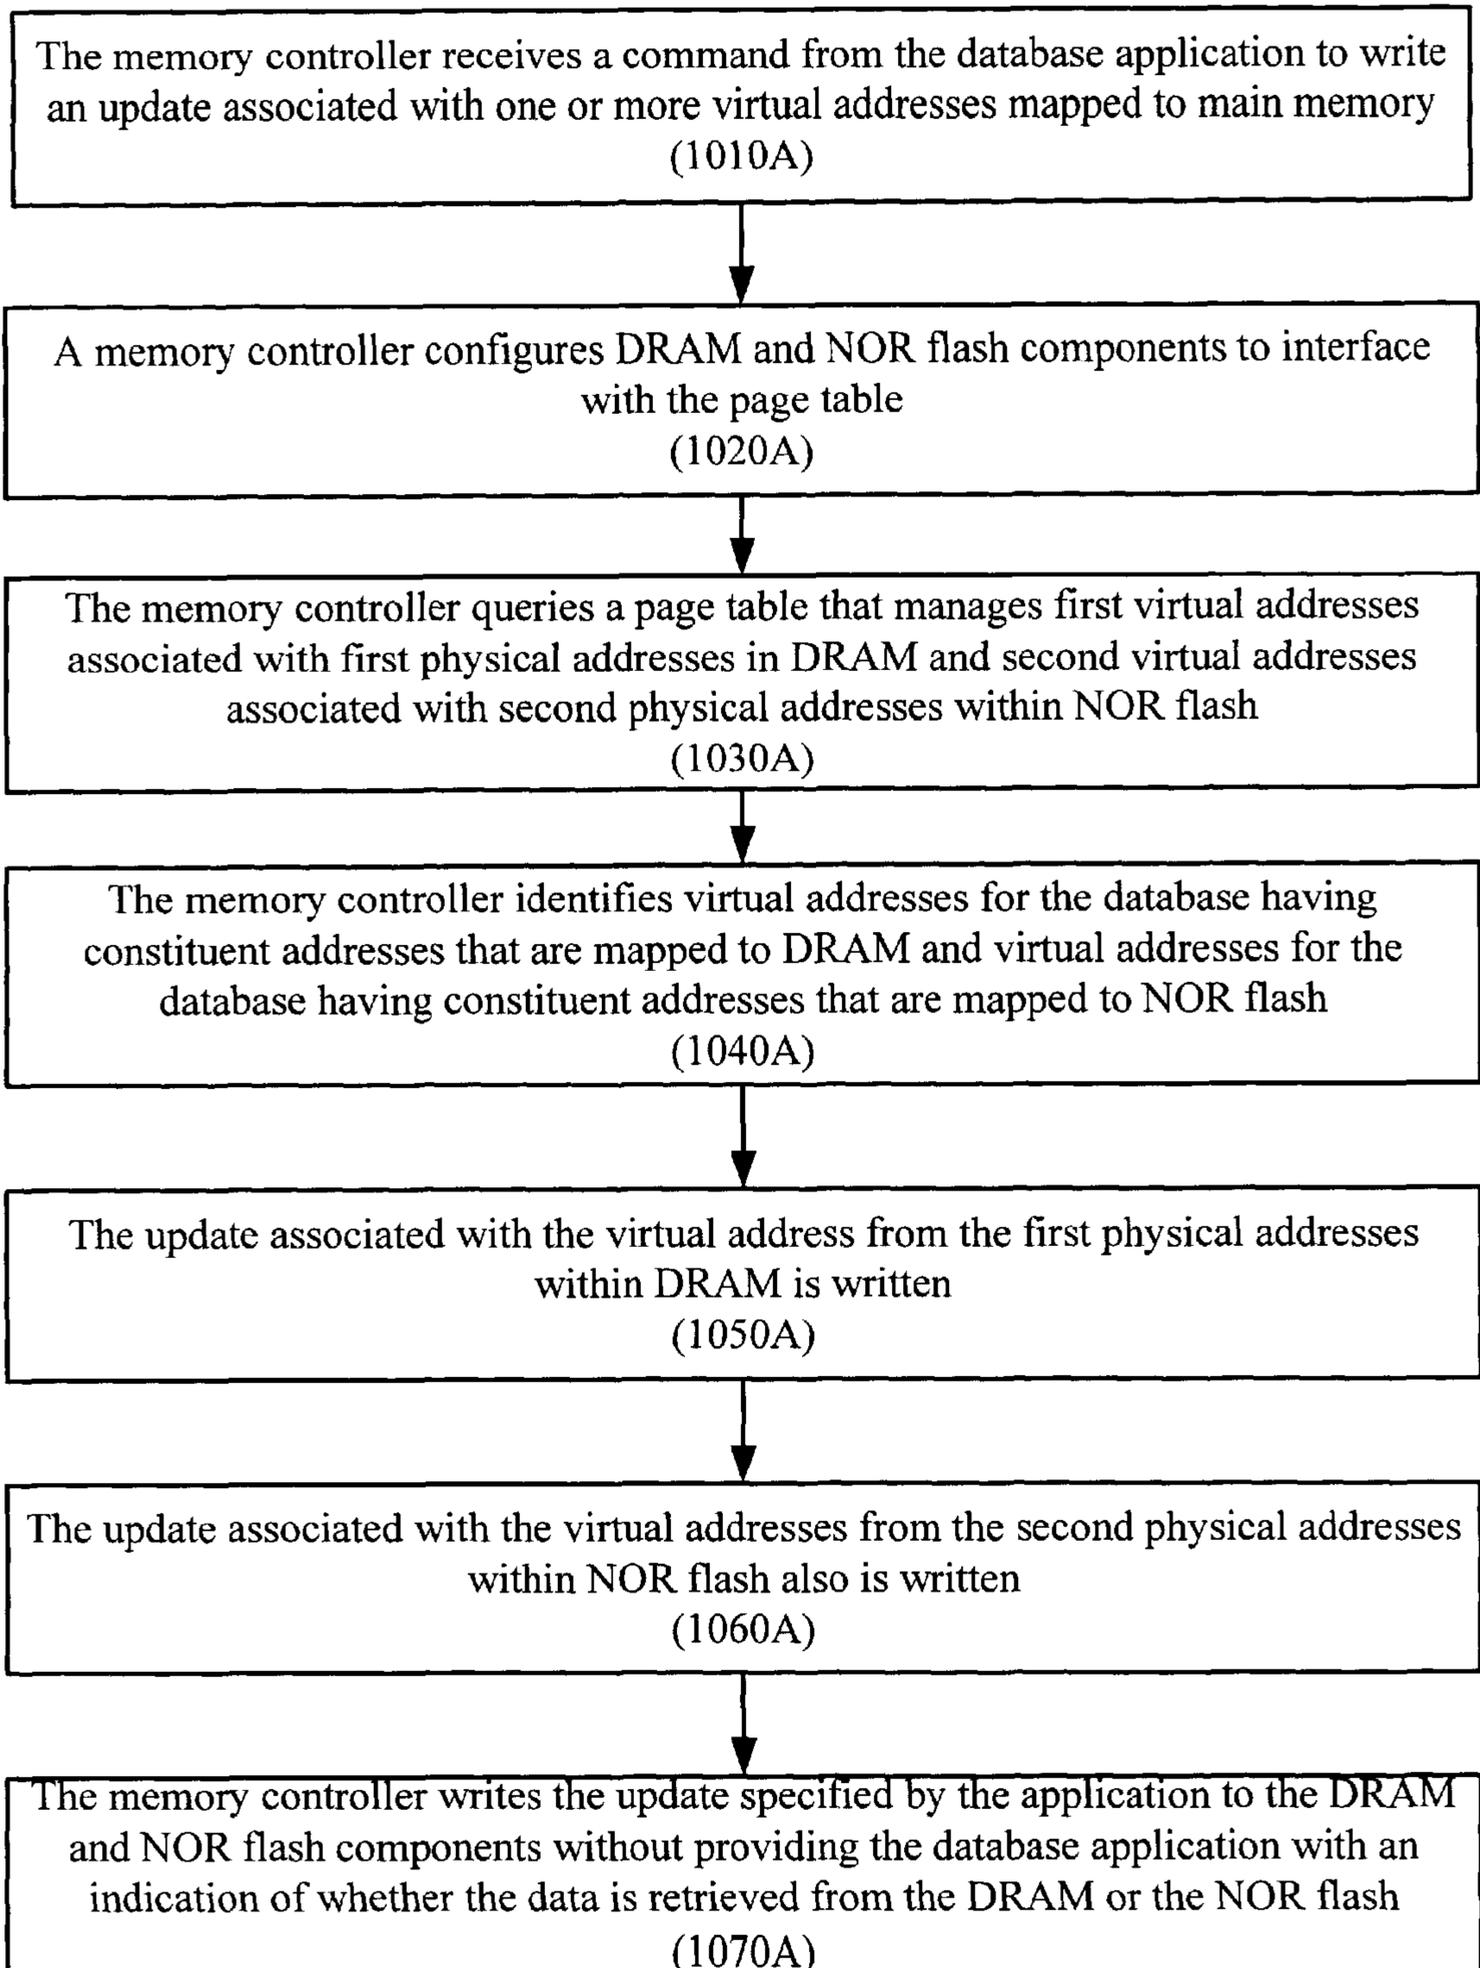 The memory controller receives a command from the database application to write
an update associated with one or more virtual addresses mapped to main memory
(1010A)
A memory controller configures DRAM and NOR flash components to interface
with the page table
(1020A)
The memory controller queries a page table that manages first virtual addresses
associated with first physical addresses in DRAM and second virtual addresses
associated with second physical addresses within NOR flash
(1030A)
The memory controller identifies virtual addresses for the database having
constituent addresses that are mapped to DRAM and virtual addresses for the
database having constituent addresses that are mapped to NOR flash
(1040A)
The update associated with the virtual address from the first physical addresses
within DRAM is written
(1050A)
The update associated with the virtual addresses from the second physical addresses
within NOR flash also is written
(1060A)
The memory controller writes the update specified by the application to the DRAM
and NOR flash components without providing the database application with an
indication of whether the data is retrieved from the DRAM or the NOR flash
(1070A)